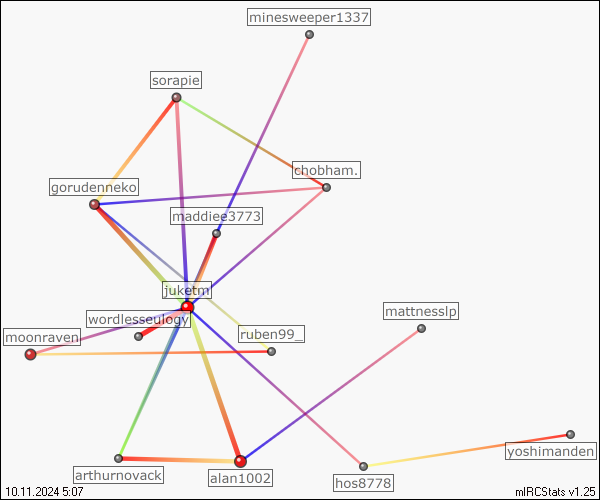 minesweeper1337
sorapie
chobham.
gorudenneko
maddiee3773
juketm
mattnesslp
wordlesseulogy
ruben99_
moonraven
yoshimanden
arthurnovack
alan1002
hos8778
10.11.2024 5:07
mIRCStats v1.25